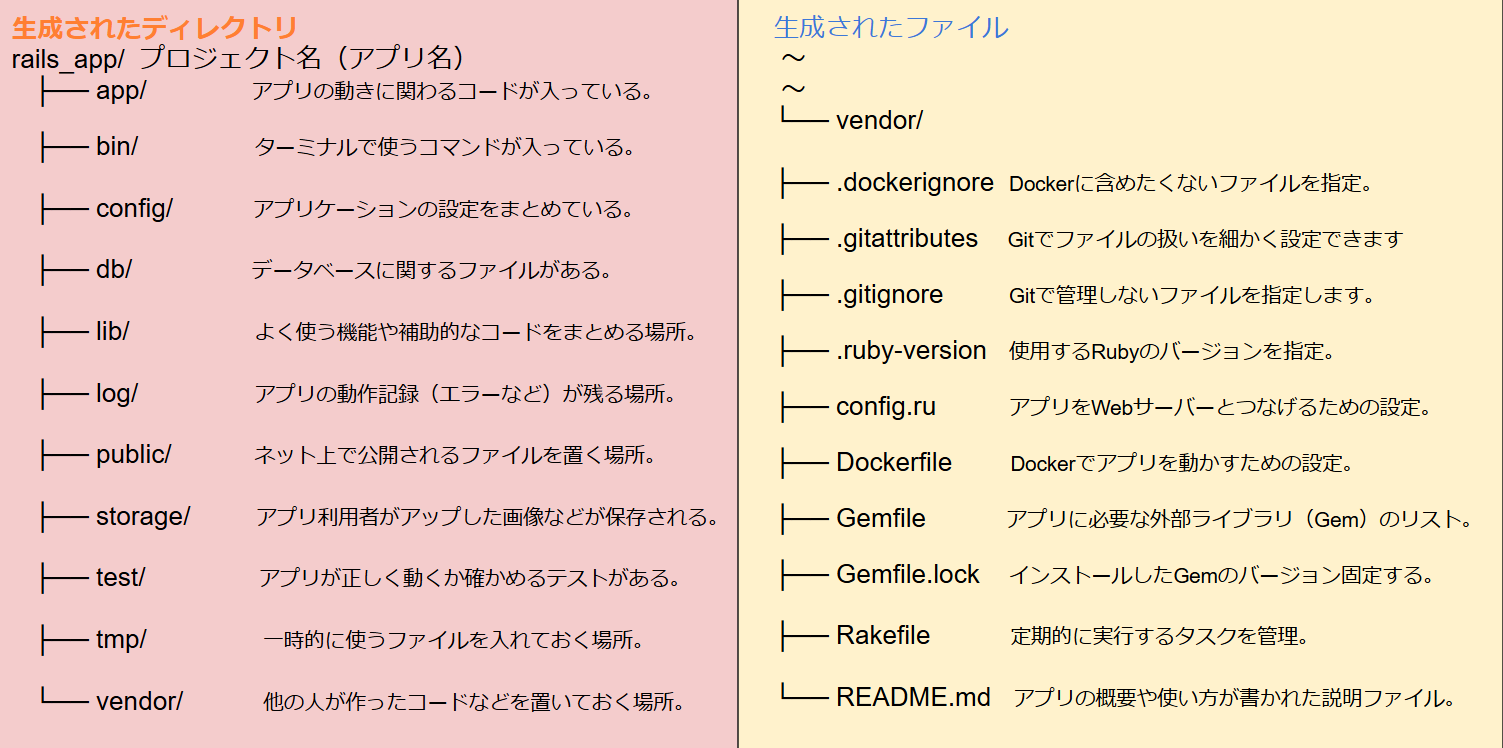 生成されたディレクトリ
rails_app/ プロジェクト名（アプリ名）
├── app/ アプリの動きに関わるコードが入っている。
├── bin/ ターミナルで使うコマンドが入っている。
├── config/ アプリケーションの設定をまとめている。
├── db/ データベースに関するファイルがある。
├── lib/ よく使う機能や補助的なコードをまとめる場所。
├── log/ アプリの動作記録（エラーなど）が残る場所。
├── public/ ネット上で公開されるファイルを置く場所。
├── storage/ アプリ利用者がアップした画像などが保存される。
├── test/ アプリが正しく動くか確かめるテストがある。
├── tmp/ 一時的に使うファイルを入れておく場所。
└── vendor/ 他の人が作ったコードなどを置いておく場所。
生成されたファイル
～
～
└── vendor/
├── .dockerignore Dockerに含めたくないファイルを指定。
├── .gitattributes Gitでファイルの扱いを細かく設定できます
├── .gitignore Gitで管理しないファイルを指定します。
├── .ruby-version 使用するRubyのバージョンを指定。
├── config.ru アプリをWebサーバーとつなげるための設定。
├── Dockerfile Dockerでアプリを動かすための設定。
├── Gemfile アプリに必要な外部ライブラリ（Gem）のリスト。
├── Gemfile.lock インストールしたGemのバージョン固定する。
├── Rakefile 定期的に実行するタスクを管理。
└── README.md アプリの概要や使い方が書かれた説明ファイル。